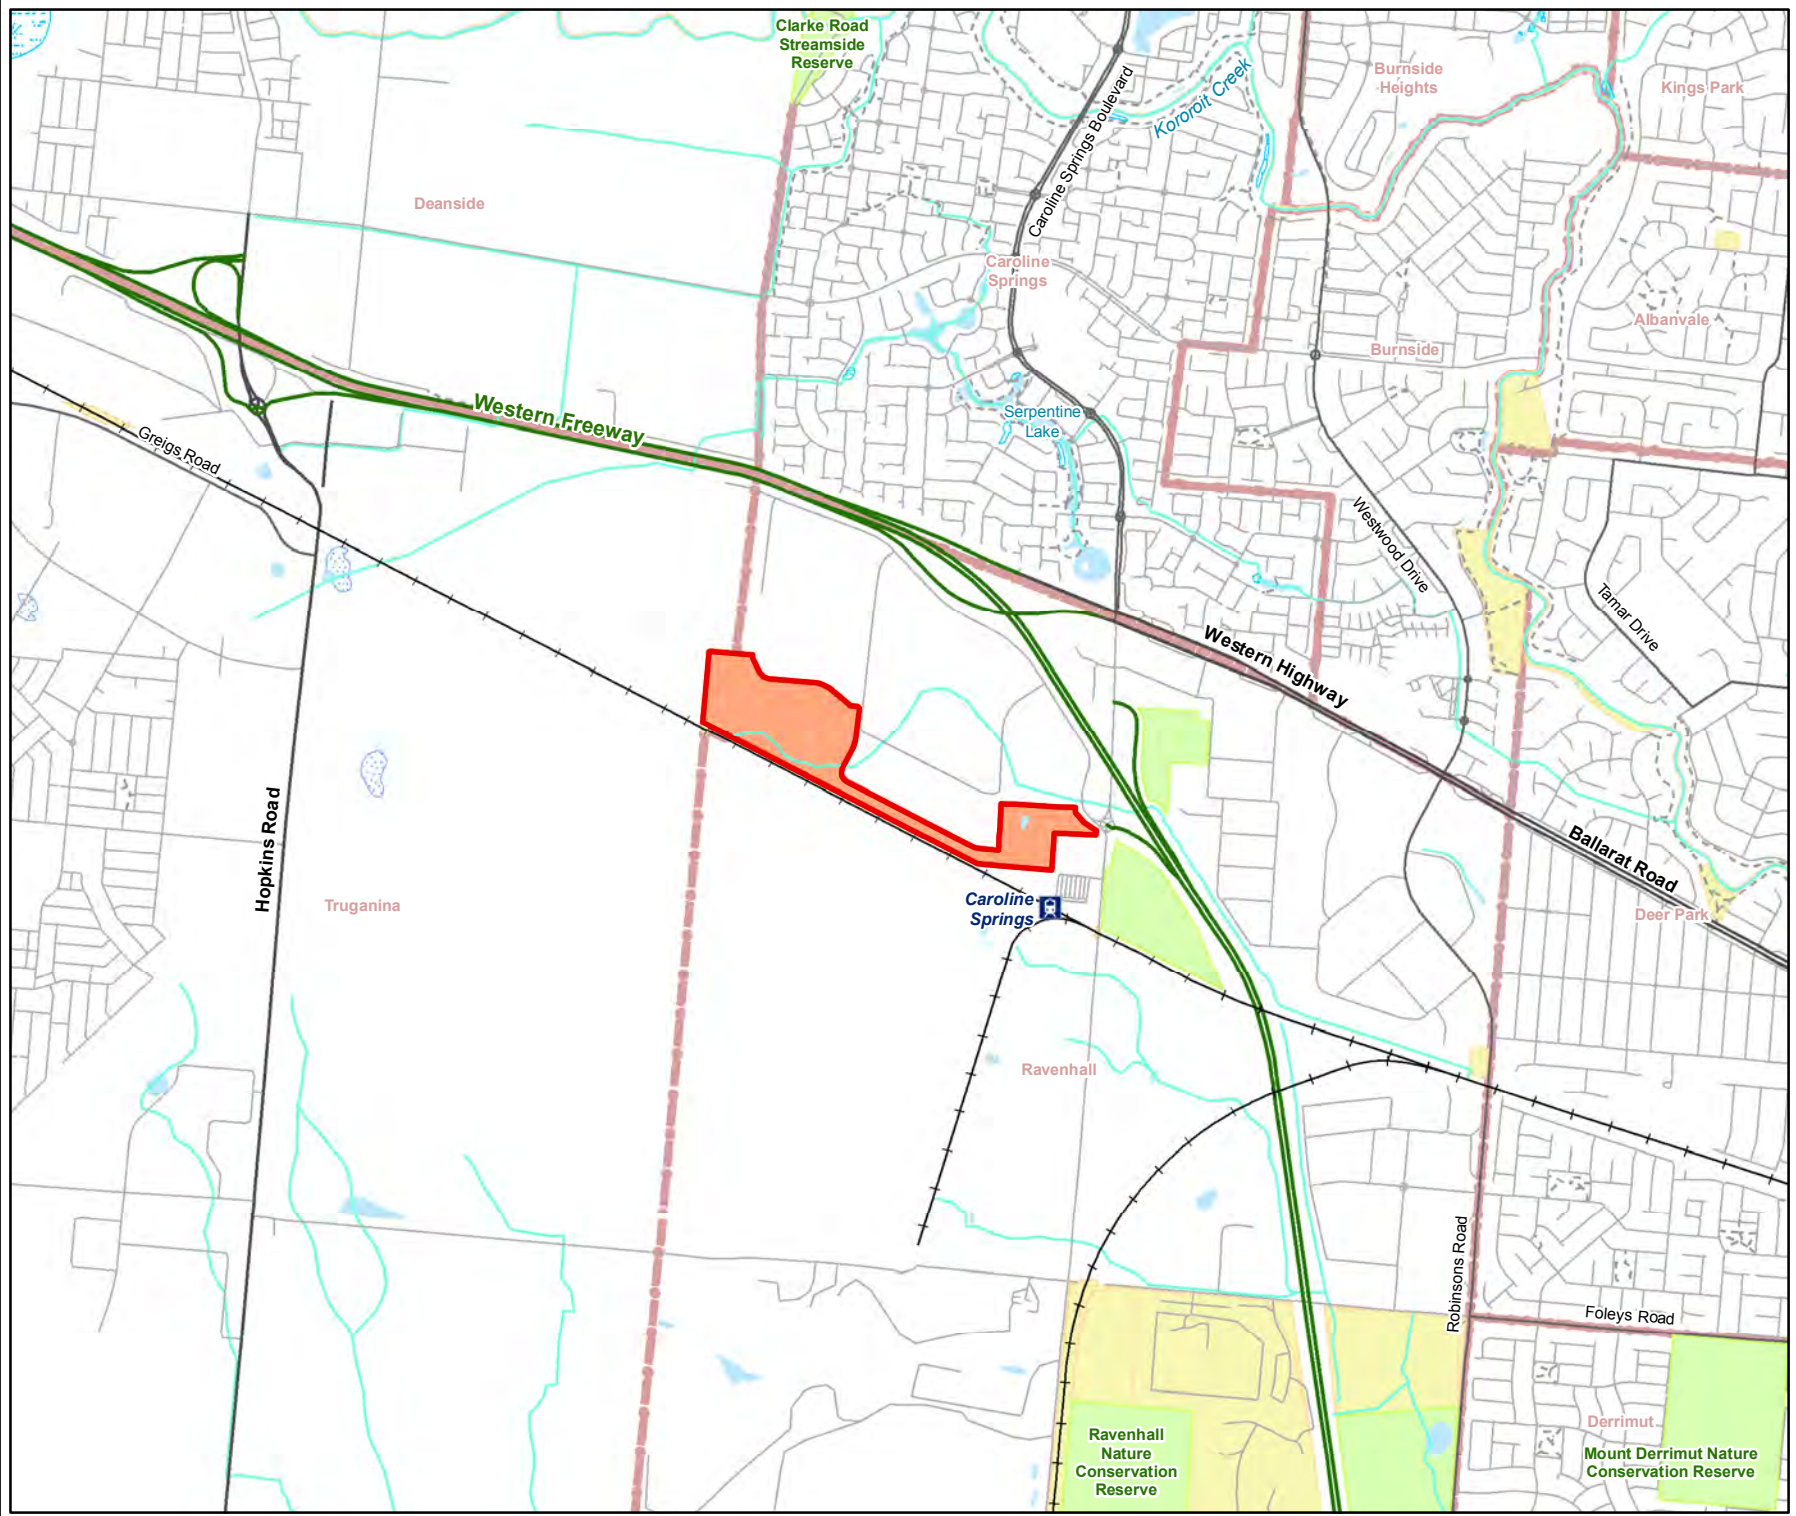 Clarke Road
Streamside
Reserve
Burnside
Heights
Kings Park
Koroit Creek
Caroline Springs Boulevard
Deanside
Caroline
Springs
Albanvale
Burnside
Western Freeway
Serpentine
Lake
Greigs Road
Westwood Drive
Tamar Drive
Western Highway
Hopkins Road
Ballarat Road
Truganina
Caroline
Springs
Deer Park
Ravenhall
Robinsons Road
Foleys Road
Derrimut
Ravenhall
Nature
Conservation
Reserve
Mount Derrimut Nature
Conservation Reserve